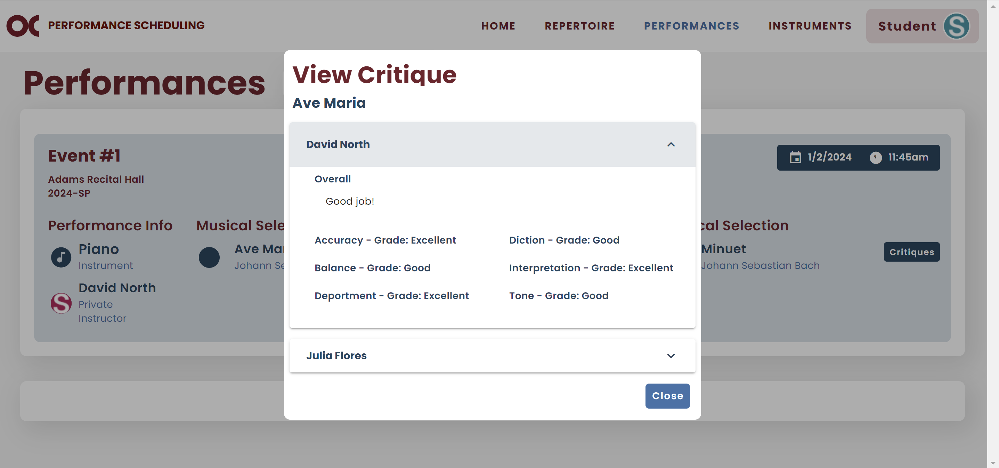 OC PERFORMANCE SCHEDULING
HOME REPERTOIRE PERFORMANCES INSTRUMENTS Student S
Performances
Event #1
Adams Recital Hall
2024-SP
1/2/2024 11:45am
Performance Info
Musical Sele
cal Selection
Piano
Instrument
Ave Mar
Johann Se
Minuet
Johann Sebastian Bach
Critiques
S
David North
Private
Instructor
View Critique
Ave Maria
David North
Overall
Good job!
Accuracy - Grade: Excellent
Diction - Grade: Good
Balance - Grade: Good
Interpretation - Grade: Excellent
Deportment - Grade: Excellent
Tone - Grade: Good
Julia Flores
Close